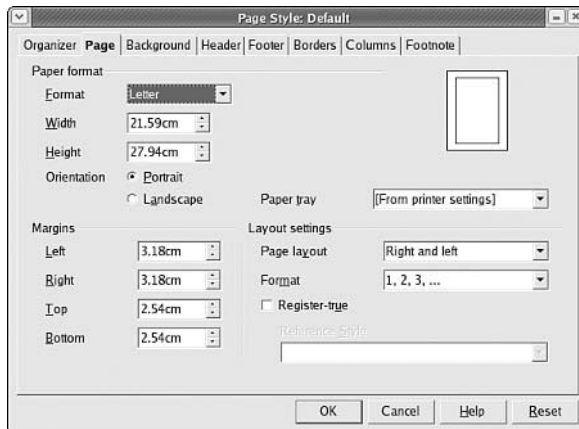 Page Style: Default
Organizer Page Background Header Footer Borders Columns Footnote
Paper format
Format Letter
Width 21.59cm
Height 27.94cm
Orientation Portrait
Landscape
Paper tray [From printer settings]
Margins
Left 3.18cm
Right 3.18cm
Top 2.54cm
Bottom 2.54cm
Layout settings
Page layout Right and left
Format 1, 2, 3, ...
Register-true
Reference Style
OK Cancel Help Reset